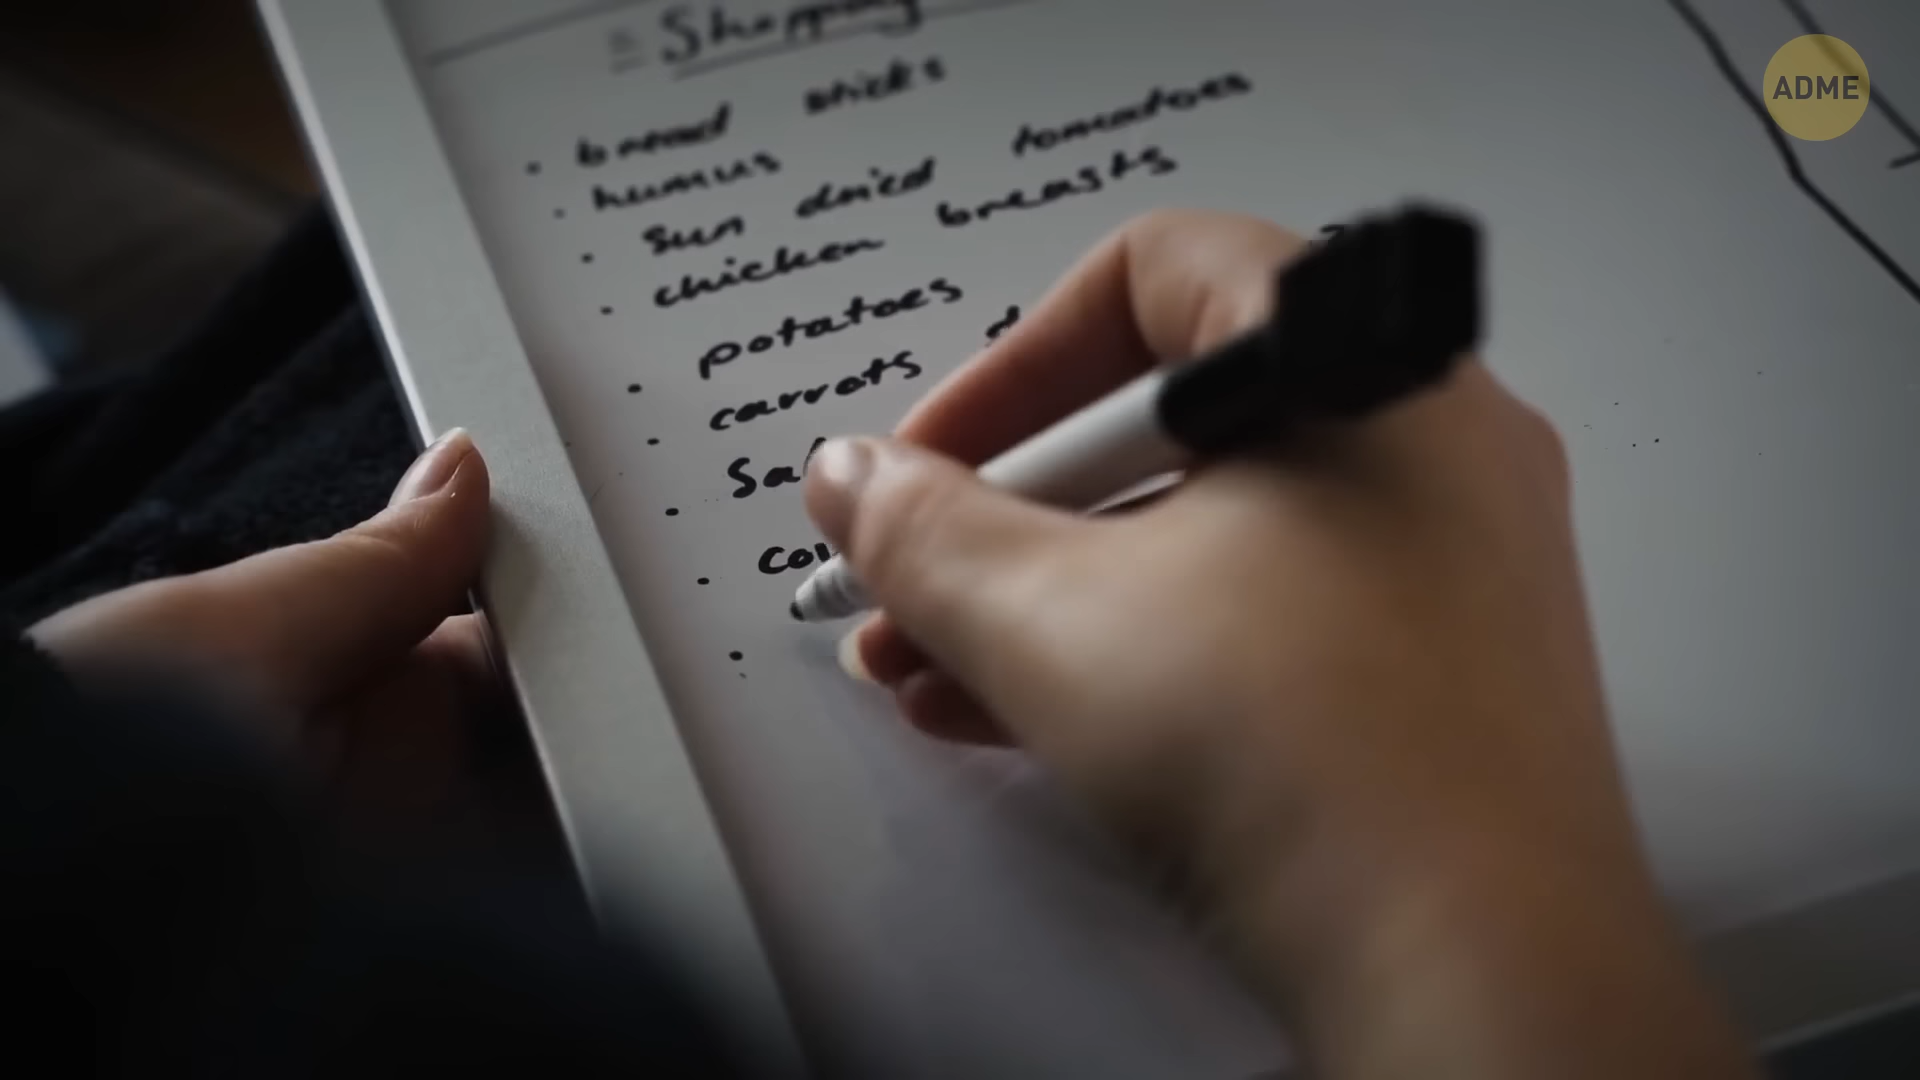 = Shopping
• bread sticks
• humus
• sun dried tomatoes
• chicken breasts
• potatoes
• carrots
•
•
•
ADME